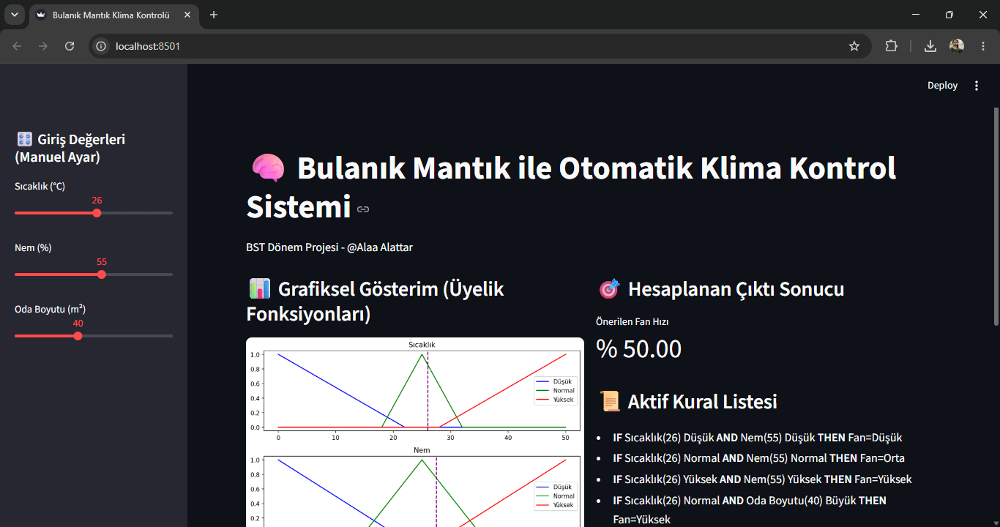 Bulanık Mantık Klima Kontrolü
localhost:8501
Deploy
Giriş Değerleri
(Manuel Ayar)
Sıcaklık (°C)
26
Nem (%)
55
Oda Boyutu (m²)
40
Bulanık Mantık ile Otomatik Klima Kontrol
Sistemi
BST Dönem Projesi - @Alaa Alattar
Grafiksel Gösterim (Üyelik
Fonksiyonları)
Sıcaklık
1.0
0.8
0.6
0.4
0.2
0.0
0 10 20 30 40 50
Düşük
Normal
Yüksek
Nem
1.0
0.8
0.6
0.4
0.2
Düşük
Normal
Yüksek
Hesaplanan Çıktı Sonucu
Önerilen Fan Hızı
% 50.00
Aktif Kural Listesi
• IF Sıcaklık(26) Düşük AND Nem(55) Düşük THEN Fan=Düşük
• IF Sıcaklık(26) Normal AND Nem(55) Normal THEN Fan=Orta
• IF Sıcaklık(26) Yüksek AND Nem(55) Yüksek THEN Fan=Yüksek
• IF Sıcaklık(26) Normal AND Oda Boyutu(40) Büyük THEN
Fan=Yüksek